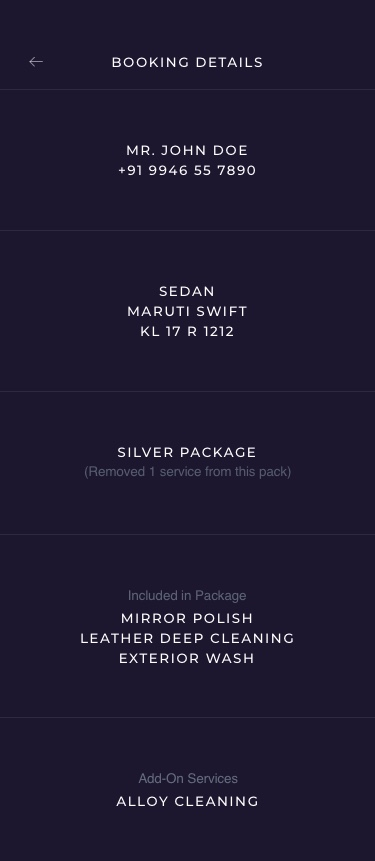 BOOKING DETAILS
MR. JOHN DOE
+91 9946 55 7890
SEDAN
MARUTI SWIFT
KL 17 R 1212
SILVER PACKAGE
(Removed 1 service from this pack)
Included in Package
MIRROR POLISH
LEATHER DEEP CLEANING
EXTERIOR WASH
Add-On Services
ALLOY CLEANING